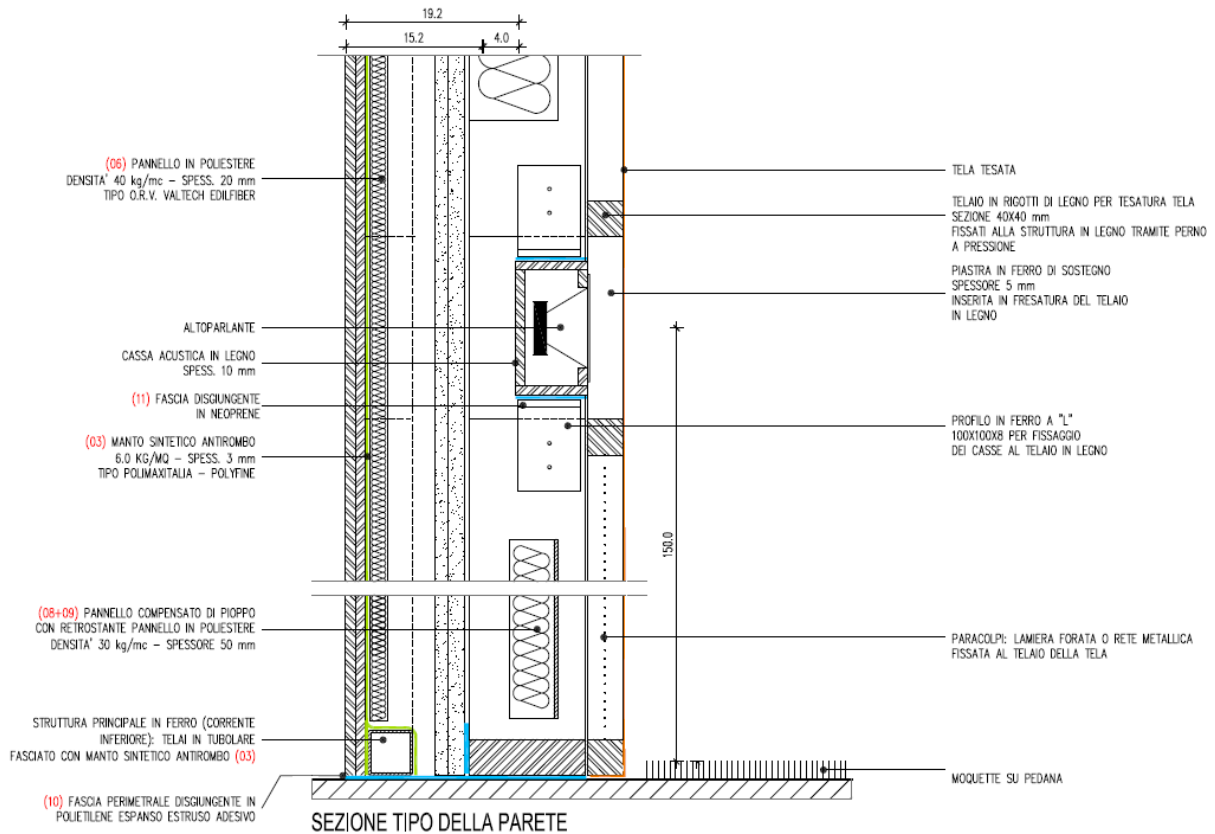 19.2
15.2
4.0
(06) PANNELLO IN POLIESTERE
DENSITA' 40 kg/mc – SPESS. 20 mm
TIPO O.R.V. VALTECH EDILFIBER
ALTOPARLANTE
CASSA ACUSTICA IN LEGNO
SPESS. 10 mm
(11) FASCIA DISGIUNGENTE
IN NEOPRENE
(03) MANTO SINTETICO ANTIROMBO
6.0 KG/MQ – SPESS. 3 mm
TIPO POLIMAXITALIA – POLYFINE
(08+09) PANNELLO COMPENSATO DI PIOPPO
CON RETROSTANTE PANNELLO IN POLIESTERE
DENSITA' 30 kg/mc – SPESSORE 50 mm
STRUTTURA PRINCIPALE IN FERRO (CORRENTE
INFERIORE): TELAI IN TUBOLARE
FASCIATO CON MANTO SINTETICO ANTIROMBO (03)
(10) FASCIA PERIMETRALE DISGIUNGENTE IN
POLIETILENE ESPANSO ESTRUSO ADESIVO
TELA TESATA
TELAIO IN RIGOTTI DI LEGNO PER TESATURA TELA
SEZIONE 40X40 mm
FISSATI ALLA STRUTTURA IN LEGNO TRAMITE PERNO
A PRESSIONE
PIASTRA IN FERRO DI SOSTEGNO
SPESSORE 5 mm
INSERITA IN FRESATURA DEL TELAIO
IN LEGNO
PROFILO IN FERRO A "L"
100X100X8 PER FISSAGGIO
DEI CASSE AL TELAIO IN LEGNO
150.0
PARACOLPI: LAMIERA FORATA O RETE METALLICA
FISSATA AL TELAIO DELLA TELA
MOQUETTE SU PEDANA
SEZIONE TIPO DELLA PARETE